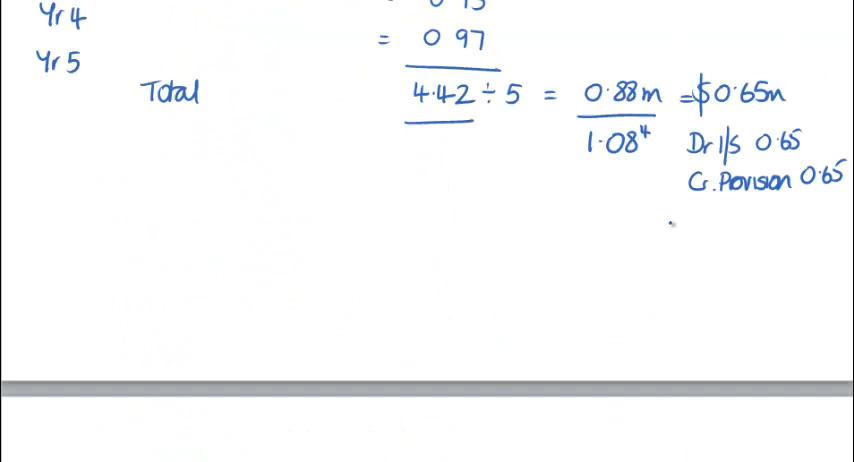 Yr 4
= 0.97
Yr 5
Total 4.42 ÷ 5 = 0.88m = $0.65m
1.08⁴ Dr I/S 0.65
Cr. Provision 0.65